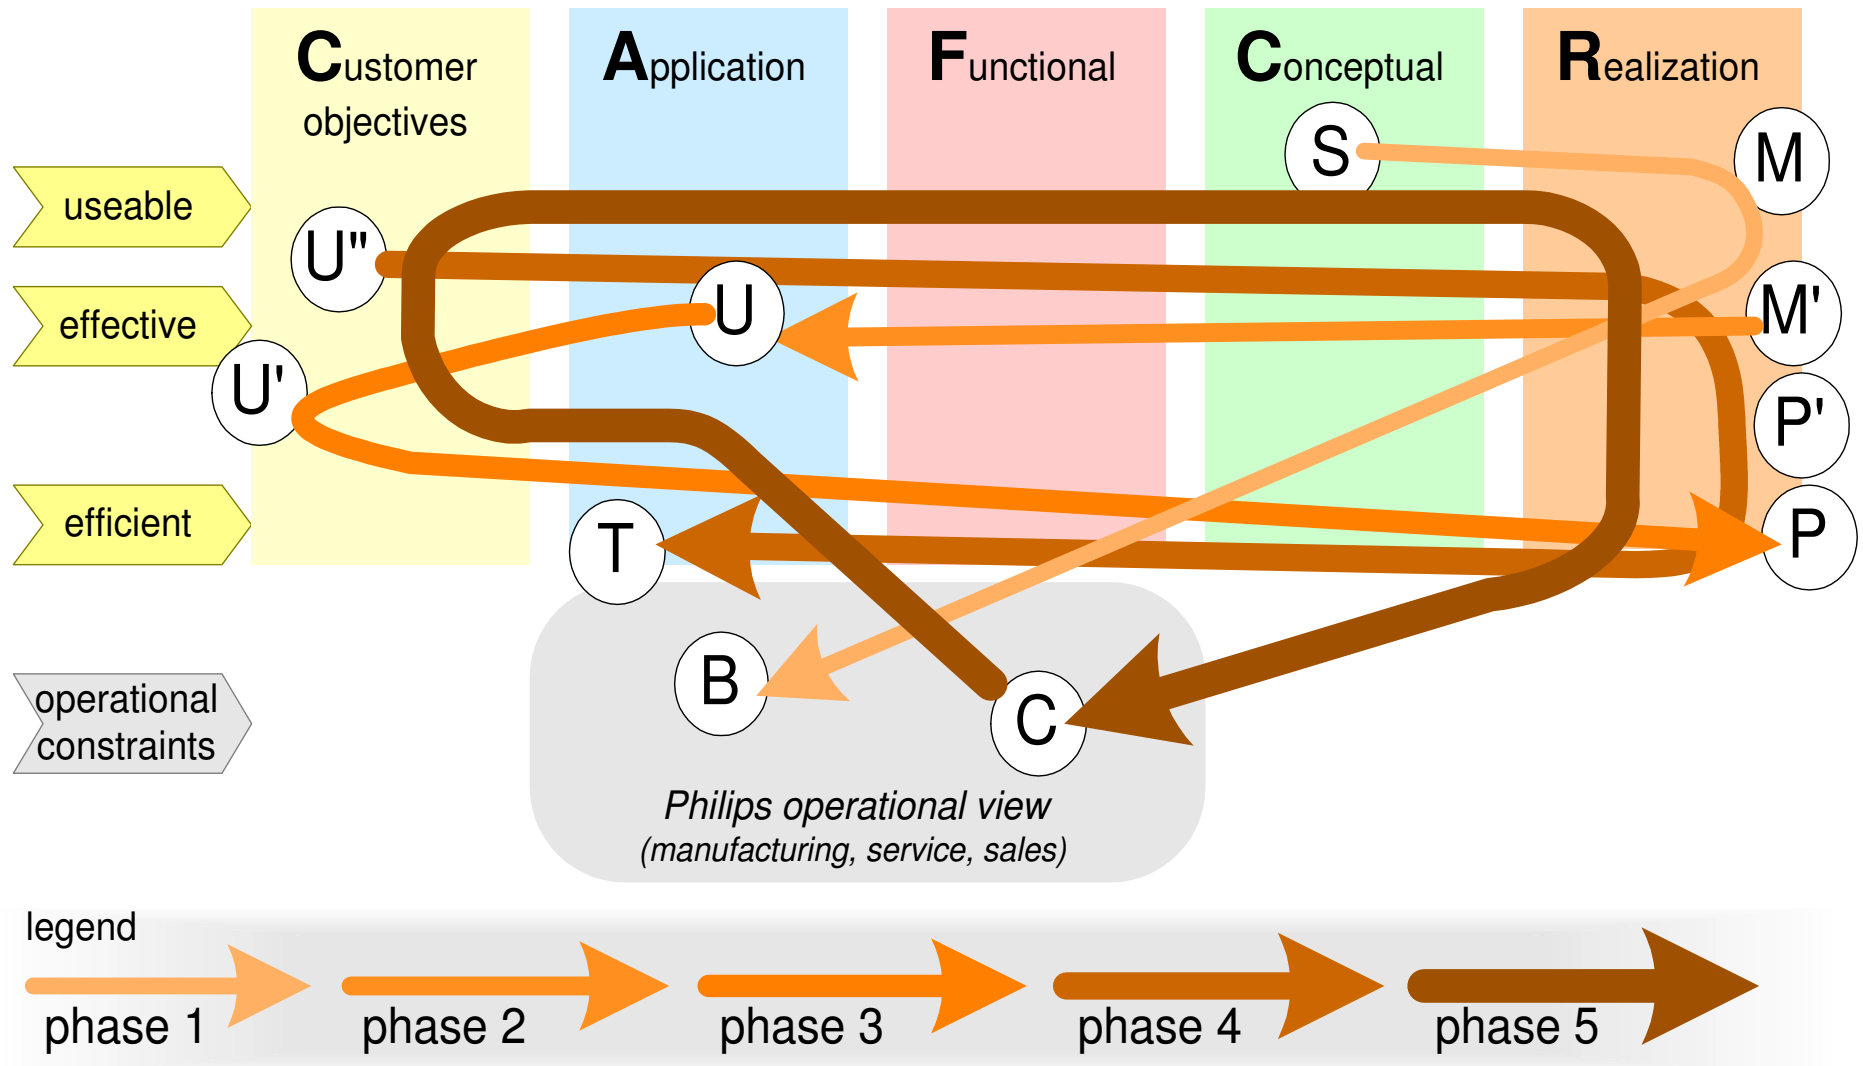 Customer
objectives
Application
Functional
Conceptual
Realization
S
M
useable
U"
U
M'
effective
U'
P'
efficient
T
P
B
C
operational
constraints
Philips operational view
(manufacturing, service, sales)
legend
phase 1
phase 2
phase 3
phase 4
phase 5